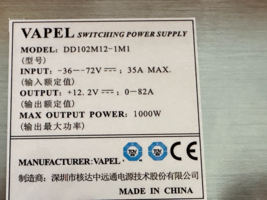 VAPEL SWITCHING POWER SUPPLY
MODEL: DD102M12-1M1
(型号)
INPUT: -36--72V⎓; 35A MAX.
(输入额定值)
OUTPUT: +12.2V⎓; 0-82A
(输出额定值)
MAX OUTPUT POWER: 1000W
(输出最大功率)
MANUFACTURER: VAPEL
制造商: 深圳市核达中远通电源技术股份有限公司
MADE IN CHINA